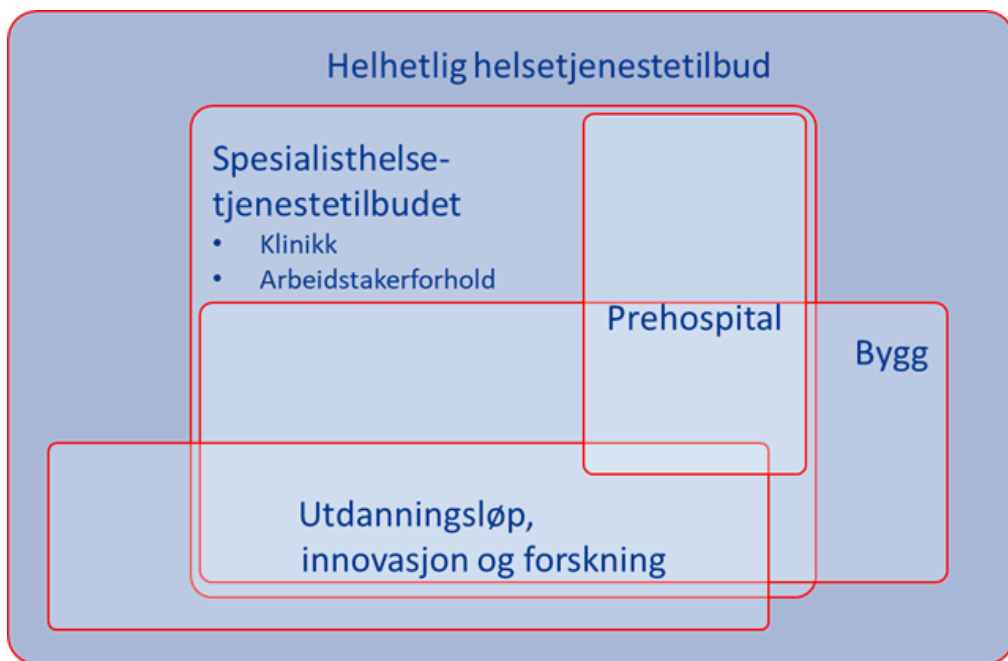 Helhetlig helsetjenestetilbud
Spesialisthelse-
tjenestetilbudet
• Klinikk
• Arbeidstakerforhold
Prehospital
Bygg
Utdanningsløp,
innovasjon og forskning